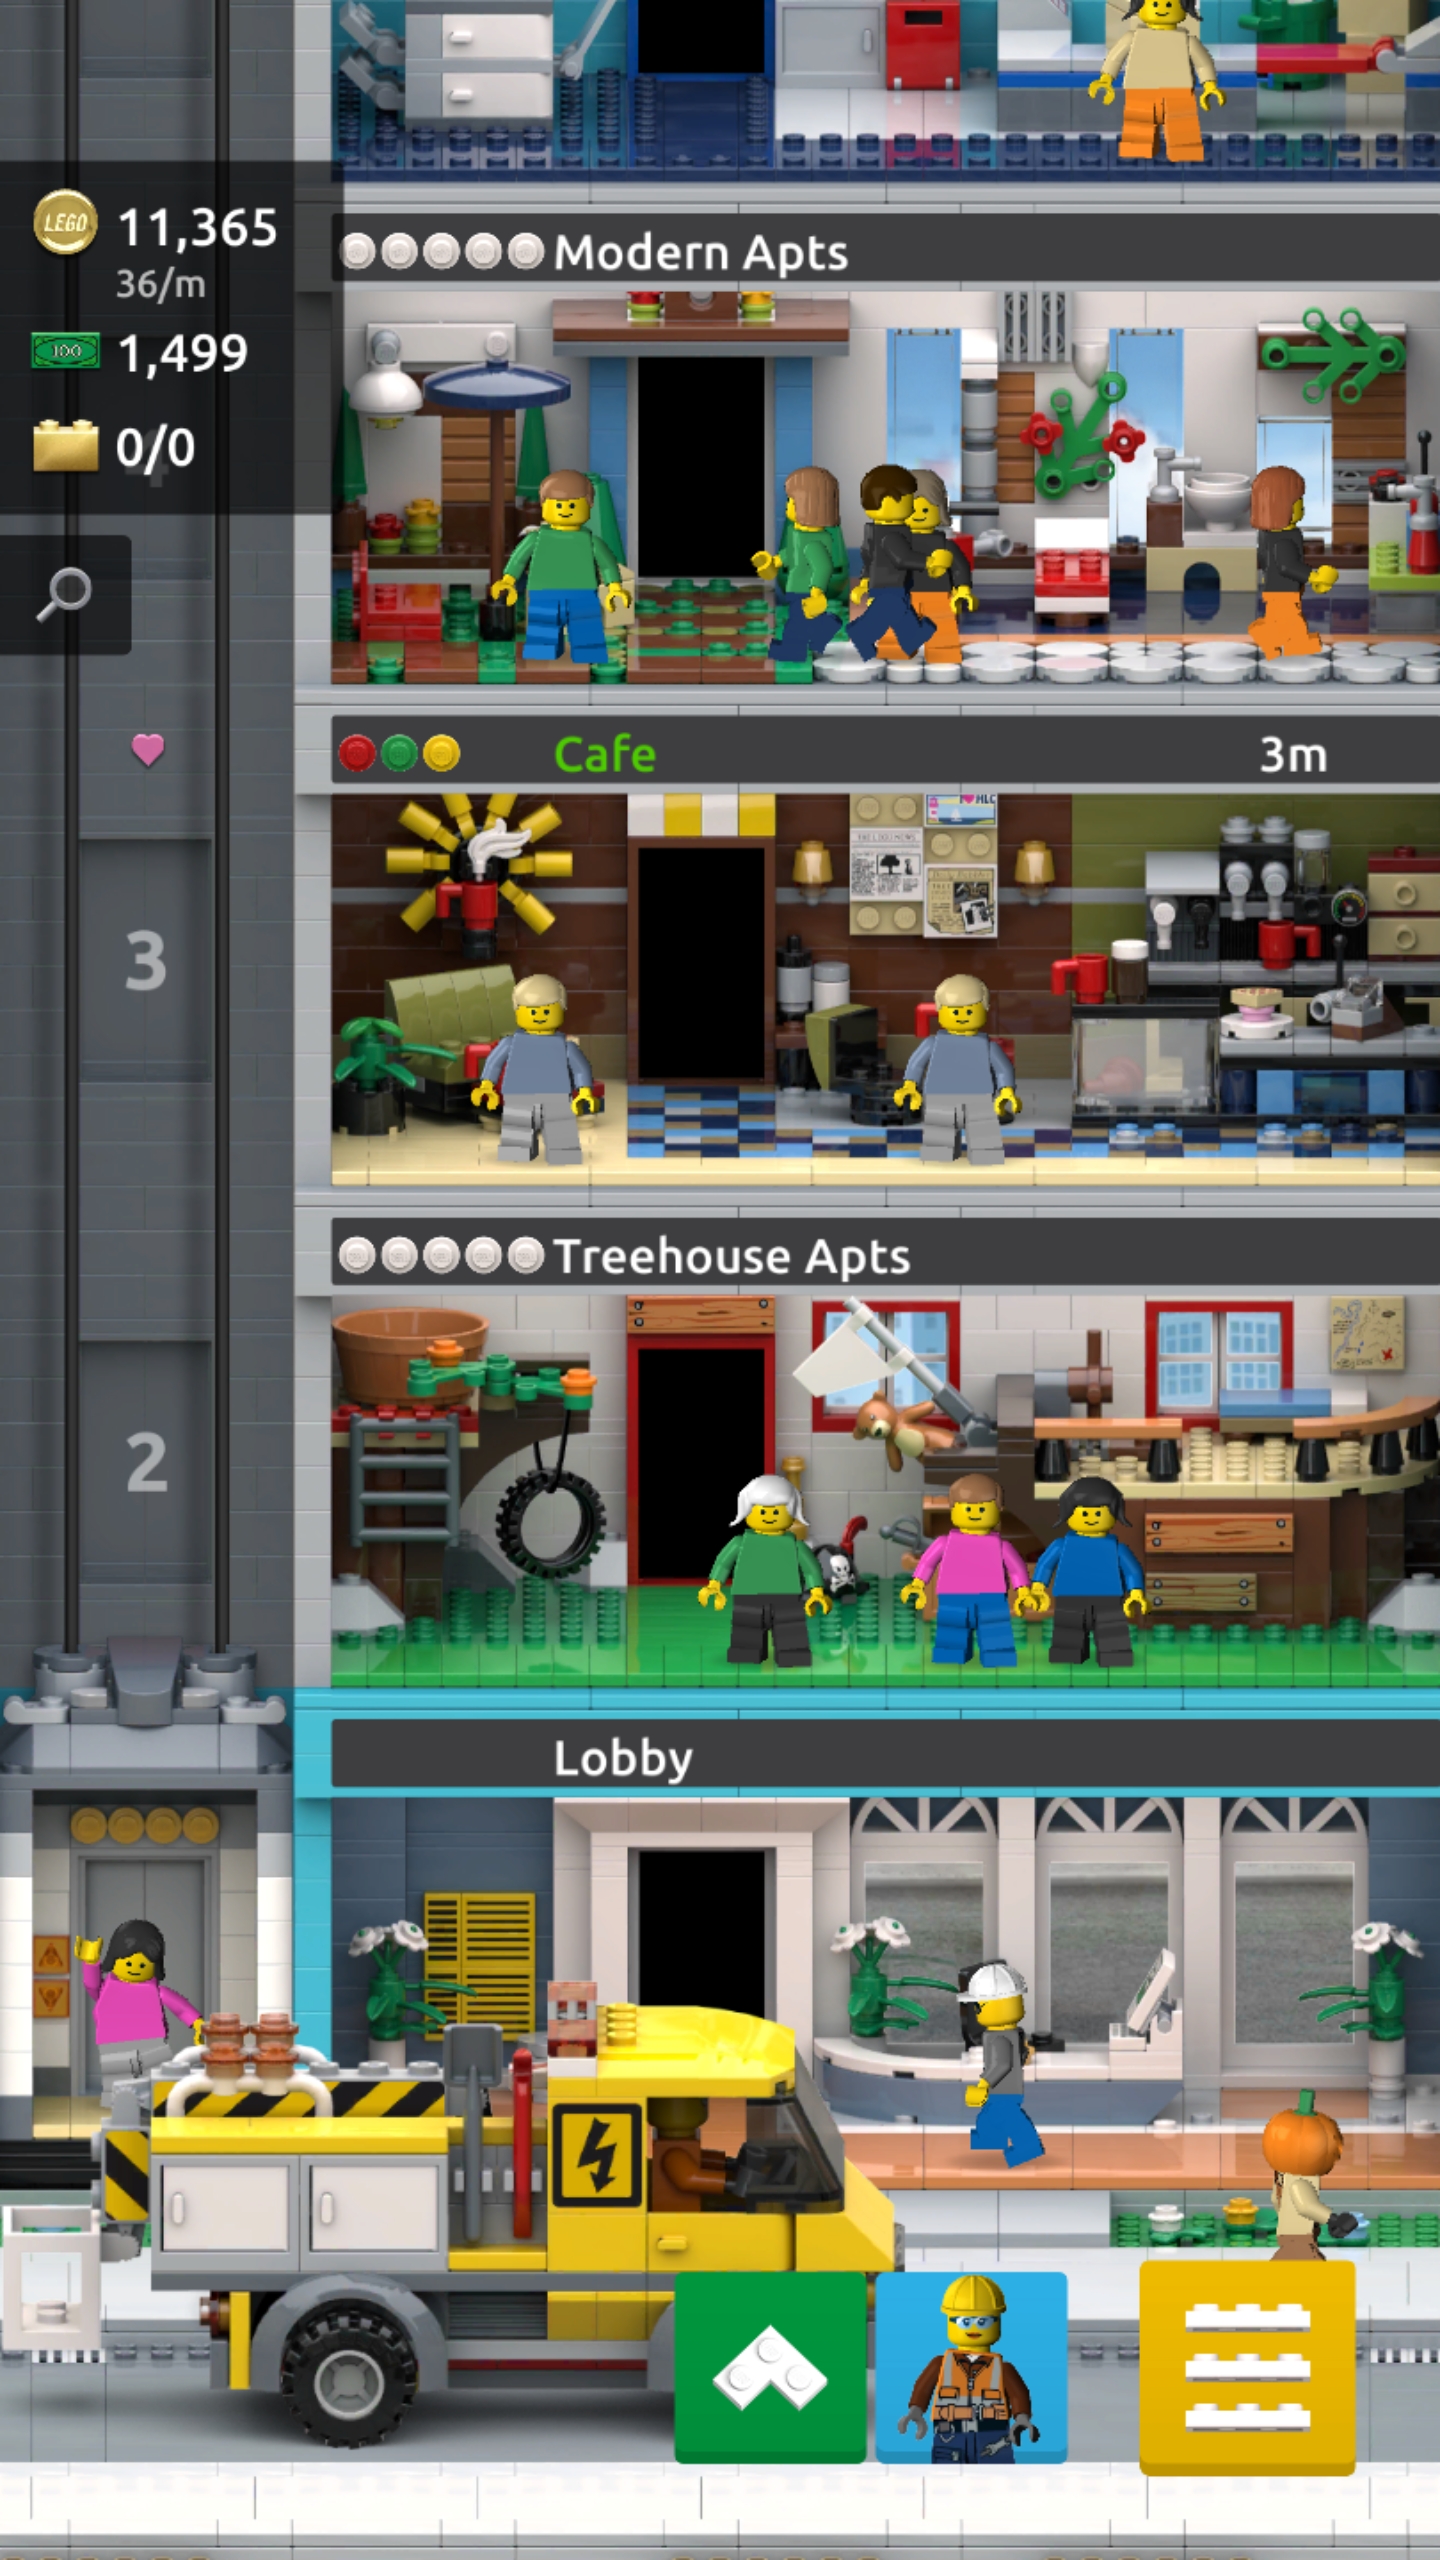 LEGO 11,365
36/m
100 1,499
0/0
Modern Apts
Cafe 3m
3
Treehouse Apts
2
Lobby